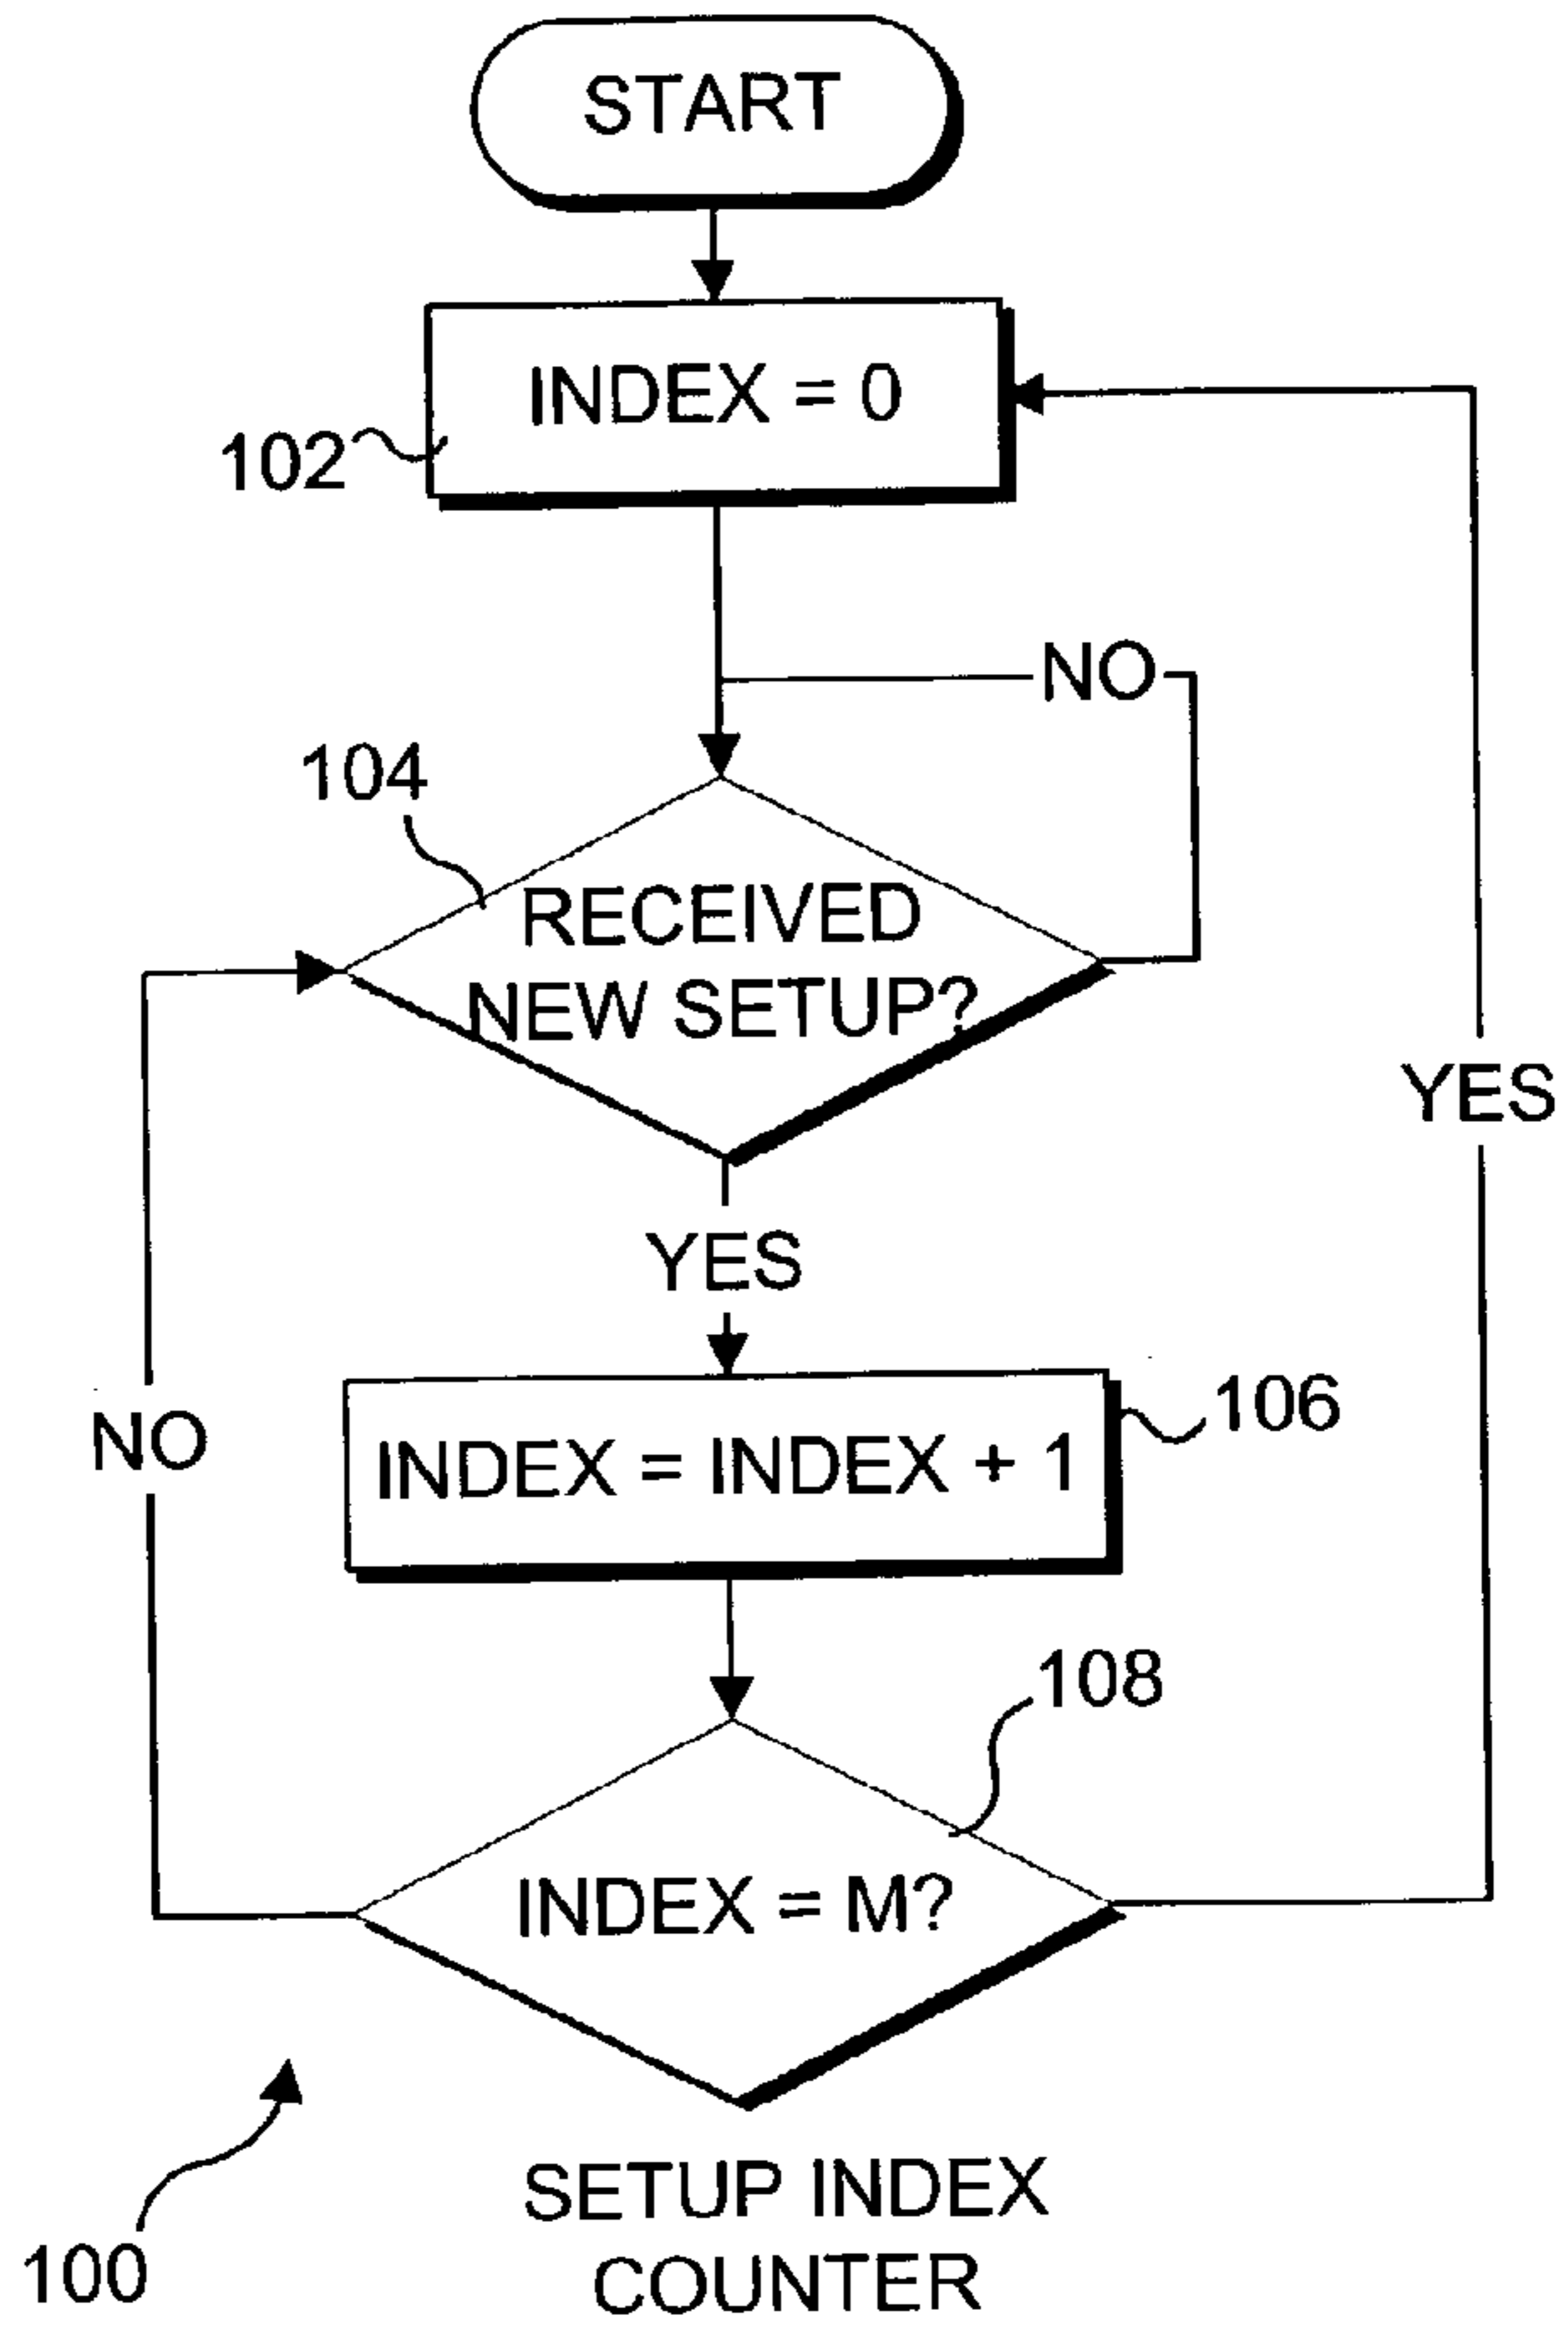 START
INDEX = 0
102
NO
104
RECEIVED
NEW SETUP?
YES
YES
NO
106
INDEX = INDEX + 1
108
INDEX = M?
100
SETUP INDEX
COUNTER